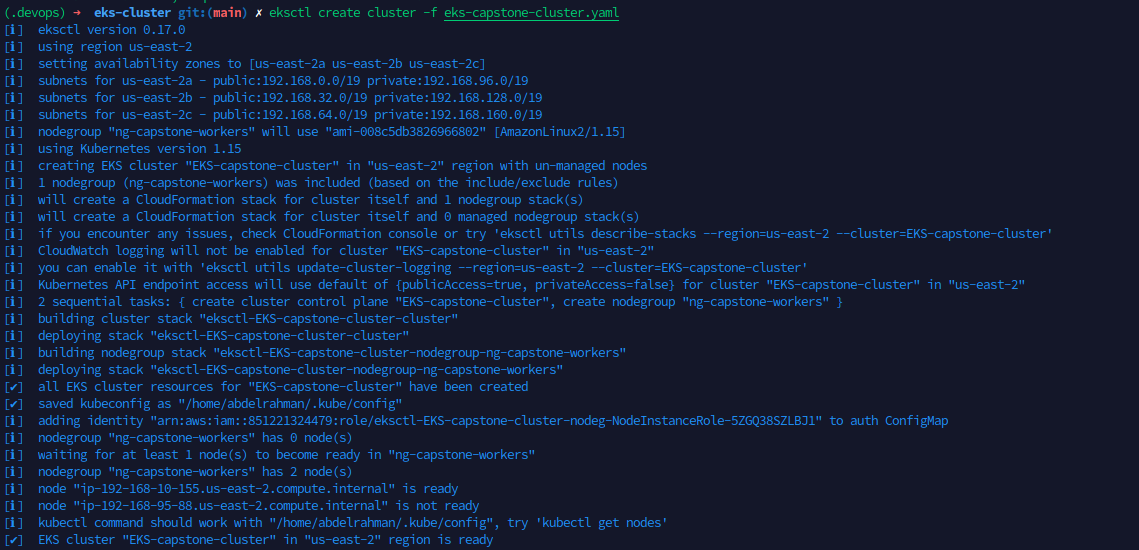 (.devops) → eks-cluster git:(main) ✗ eksctl create cluster -f eks-capstone-cluster.yaml
[ℹ]  eksctl version 0.17.0
[ℹ]  using region us-east-2
[ℹ]  setting availability zones to [us-east-2a us-east-2b us-east-2c]
[ℹ]  subnets for us-east-2a - public:192.168.0.0/19 private:192.168.96.0/19
[ℹ]  subnets for us-east-2b - public:192.168.32.0/19 private:192.168.128.0/19
[ℹ]  subnets for us-east-2c - public:192.168.64.0/19 private:192.168.160.0/19
[ℹ]  nodegroup "ng-capstone-workers" will use "ami-008c5db3826966802" [AmazonLinux2/1.15]
[ℹ]  using Kubernetes version 1.15
[ℹ]  creating EKS cluster "EKS-capstone-cluster" in "us-east-2" region with un-managed nodes
[ℹ]  1 nodegroup (ng-capstone-workers) was included (based on the include/exclude rules)
[ℹ]  will create a CloudFormation stack for cluster itself and 1 nodegroup stack(s)
[ℹ]  will create a CloudFormation stack for cluster itself and 0 managed nodegroup stack(s)
[ℹ]  if you encounter any issues, check CloudFormation console or try 'eksctl utils describe-stacks --region=us-east-2 --cluster=EKS-capstone-cluster'
[ℹ]  CloudWatch logging will not be enabled for cluster "EKS-capstone-cluster" in "us-east-2"
[ℹ]  you can enable it with 'eksctl utils update-cluster-logging --region=us-east-2 --cluster=EKS-capstone-cluster'
[ℹ]  Kubernetes API endpoint access will use default of {publicAccess=true, privateAccess=false} for cluster "EKS-capstone-cluster" in "us-east-2"
[ℹ]  2 sequential tasks: { create cluster control plane "EKS-capstone-cluster", create nodegroup "ng-capstone-workers" }
[ℹ]  building cluster stack "eksctl-EKS-capstone-cluster-cluster"
[ℹ]  deploying stack "eksctl-EKS-capstone-cluster-cluster"
[ℹ]  building nodegroup stack "eksctl-EKS-capstone-cluster-nodegroup-ng-capstone-workers"
[ℹ]  deploying stack "eksctl-EKS-capstone-cluster-nodegroup-ng-capstone-workers"
[✔]  all EKS cluster resources for "EKS-capstone-cluster" have been created
[✔]  saved kubeconfig as "/home/abdelrahman/.kube/config"
[ℹ]  adding identity "arn:aws:iam::851221324479:role/eksctl-EKS-capstone-cluster-nodeg-NodeInstanceRole-5ZGQ38SZLBJ1" to auth ConfigMap
[ℹ]  nodegroup "ng-capstone-workers" has 0 node(s)
[ℹ]  waiting for at least 1 node(s) to become ready in "ng-capstone-workers"
[ℹ]  nodegroup "ng-capstone-workers" has 2 node(s)
[ℹ]  node "ip-192-168-10-155.us-east-2.compute.internal" is ready
[ℹ]  node "ip-192-168-95-88.us-east-2.compute.internal" is not ready
[ℹ]  kubectl command should work with "/home/abdelrahman/.kube/config", try 'kubectl get nodes'
[✔]  EKS cluster "EKS-capstone-cluster" in "us-east-2" region is ready